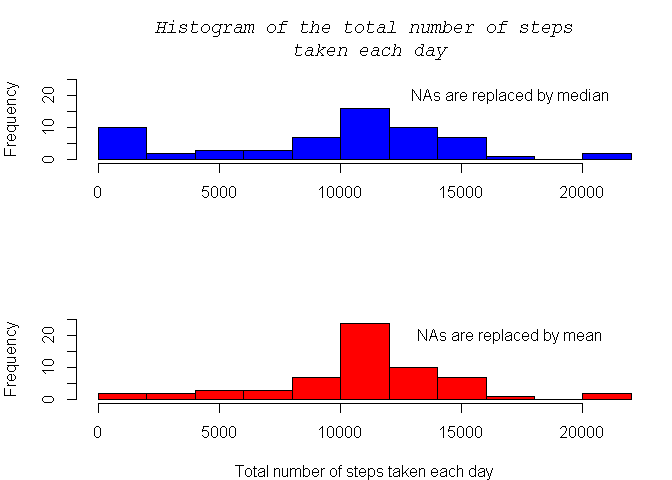 Histogram of the total number of steps
taken each day
NAs are replaced by median
Frequency
0 10 20
0 5000 10000 15000 20000
NAs are replaced by mean
Frequency
0 10 20
0 5000 10000 15000 20000
Total number of steps taken each day